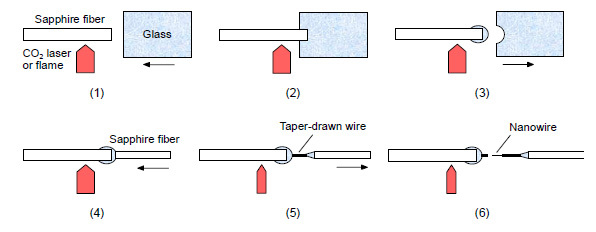 Sapphire fiber
Glass
CO₂ laser
or flame
(1)
(2)
(3)
Sapphire fiber
Taper-drawn wire
Nanowire
(4)
(5)
(6)